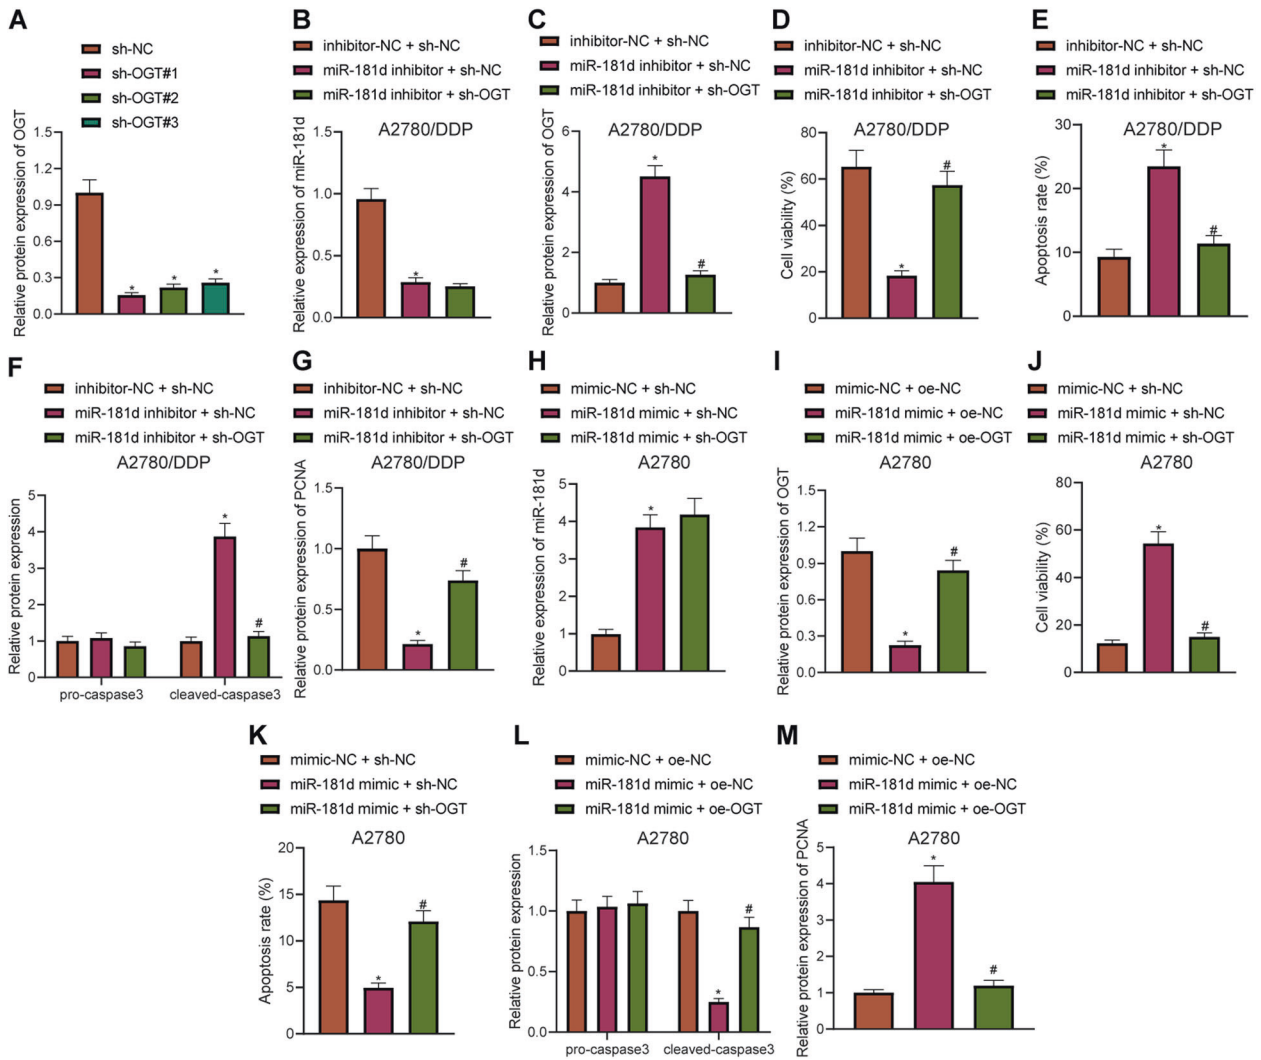 A
sh-NC
sh-OGT#1
sh-OGT#2
sh-OGT#3
Relative protein expression of OGT
1.5
1.2
0.9
0.6
0.3
0.0
*
*
*
B
inhibitor-NC + sh-NC
miR-181d inhibitor + sh-NC
miR-181d inhibitor + sh-OGT
A2780/DDP
Relative expression of miR-181d
1.5
1.0
0.5
0.0
*
C
inhibitor-NC + sh-NC
miR-181d inhibitor + sh-NC
miR-181d inhibitor + sh-OGT
A2780/DDP
Relative protein expression of OGT
6
4
2
0
*
#
D
inhibitor-NC + sh-NC
miR-181d inhibitor + sh-NC
miR-181d inhibitor + sh-OGT
A2780/DDP
Cell viability (%)
80
60
40
20
0
*
#
E
inhibitor-NC + sh-NC
miR-181d inhibitor + sh-NC
miR-181d inhibitor + sh-OGT
A2780/DDP
Apoptosis rate (%)
30
20
10
0
*
#
F
inhibitor-NC + sh-NC
miR-181d inhibitor + sh-NC
miR-181d inhibitor + sh-OGT
A2780/DDP
Relative protein expression
5
4
3
2
1
0
*
#
pro-caspase3
cleaved-caspase3
G
inhibitor-NC + sh-NC
miR-181d inhibitor + sh-NC
miR-181d inhibitor + sh-OGT
A2780/DDP
Relative protein expression of PCNA
1.5
1.0
0.5
0.0
*
#
H
mimic-NC + sh-NC
miR-181d mimic + sh-NC
miR-181d mimic + sh-OGT
A2780
Relative expression of miR-181d
5
4
3
2
1
0
*
I
mimic-NC + oe-NC
miR-181d mimic + oe-NC
miR-181d mimic + oe-OGT
A2780
Relative protein expression of OGT
1.5
1.2
0.9
0.6
0.3
0.0
*
#
J
mimic-NC + sh-NC
miR-181d mimic + sh-NC
miR-181d mimic + sh-OGT
A2780
Cell viability (%)
80
60
40
20
0
*
#
K
mimic-NC + sh-NC
miR-181d mimic + sh-NC
miR-181d mimic + sh-OGT
A2780
Apoptosis rate (%)
20
15
10
5
0
*
#
L
mimic-NC + oe-NC
miR-181d mimic + oe-NC
miR-181d mimic + oe-OGT
A2780
Relative protein expression
1.5
1.0
0.5
0.0
*
#
pro-caspase3
cleaved-caspase3
M
mimic-NC + oe-NC
miR-181d mimic + oe-NC
miR-181d mimic + oe-OGT
A2780
Relative protein expression of PCNA
5
4
3
2
1
0
*
#